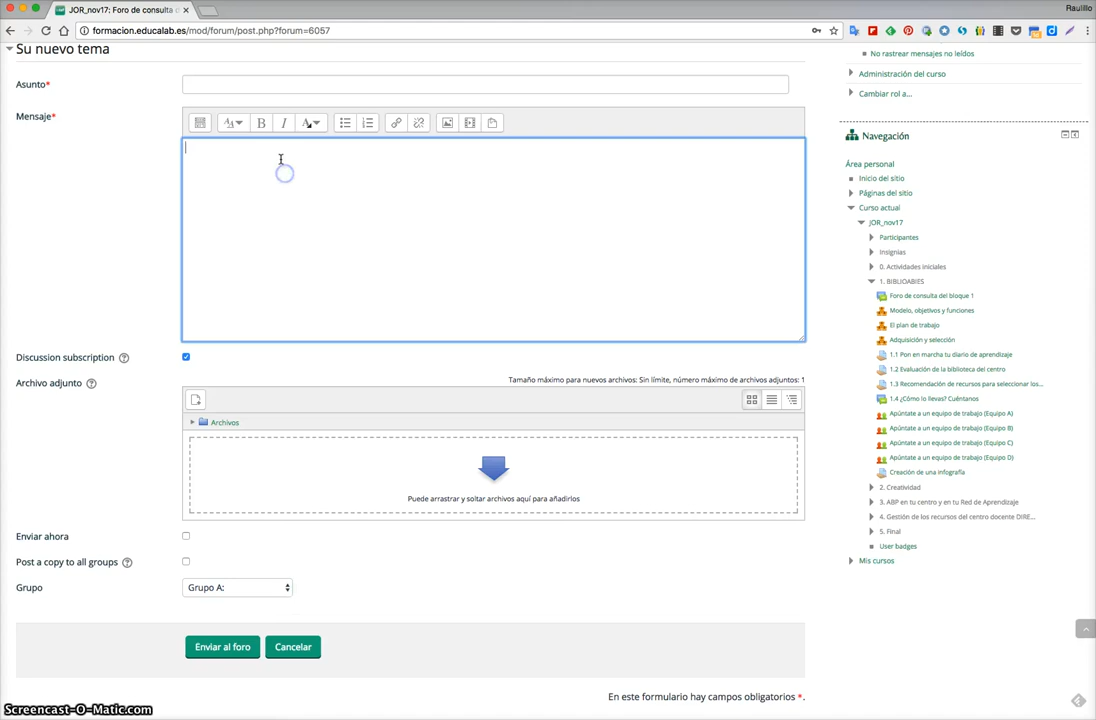 JOR_nov17: Foro de consulta d
Raulillo
formacion.educalab.es/mod/forum/post.php?forum=6057
Su nuevo tema
No rastrear mensajes no leídos
Asunto*
Administración del curso
Cambiar rol a...
Mensaje*
Navegación
Área personal
Inicio del sitio
Páginas del sitio
Curso actual
JOR_nov17
Participantes
Insignias
0. Actividades iniciales
1. BIBLIOABIES
Foro de consulta del bloque 1
Modelo, objetivos y funciones
El plan de trabajo
Adquisición y selección
1.1 Pon en marcha tu diario de aprendizaje
Discussion subscription
1.2 Evaluación de la biblioteca del centro
Archivo adjunto
Tamaño máximo para nuevos archivos: Sin límite, número máximo de archivos adjuntos: 1
1.3 Recomendación de recursos para seleccionar los...
1.4 ¿Cómo lo llevas? Cuéntanos
Apúntate a un equipo de trabajo (Equipo A)
Archivos
Apúntate a un equipo de trabajo (Equipo B)
Apúntate a un equipo de trabajo (Equipo C)
Apúntate a un equipo de trabajo (Equipo D)
Creación de una infografía
2. Creatividad
Puede arrastrar y soltar archivos aquí para añadirlos
3. ABP en tu centro y en tu Red de Aprendizaje
4. Gestión de los recursos del centro docente DIRE...
5. Final
Enviar ahora
User badges
Post a copy to all groups
Mis cursos
Grupo
Grupo A:
Enviar al foro
Cancelar
En este formulario hay campos obligatorios *.
Screencast-O-Matic.com